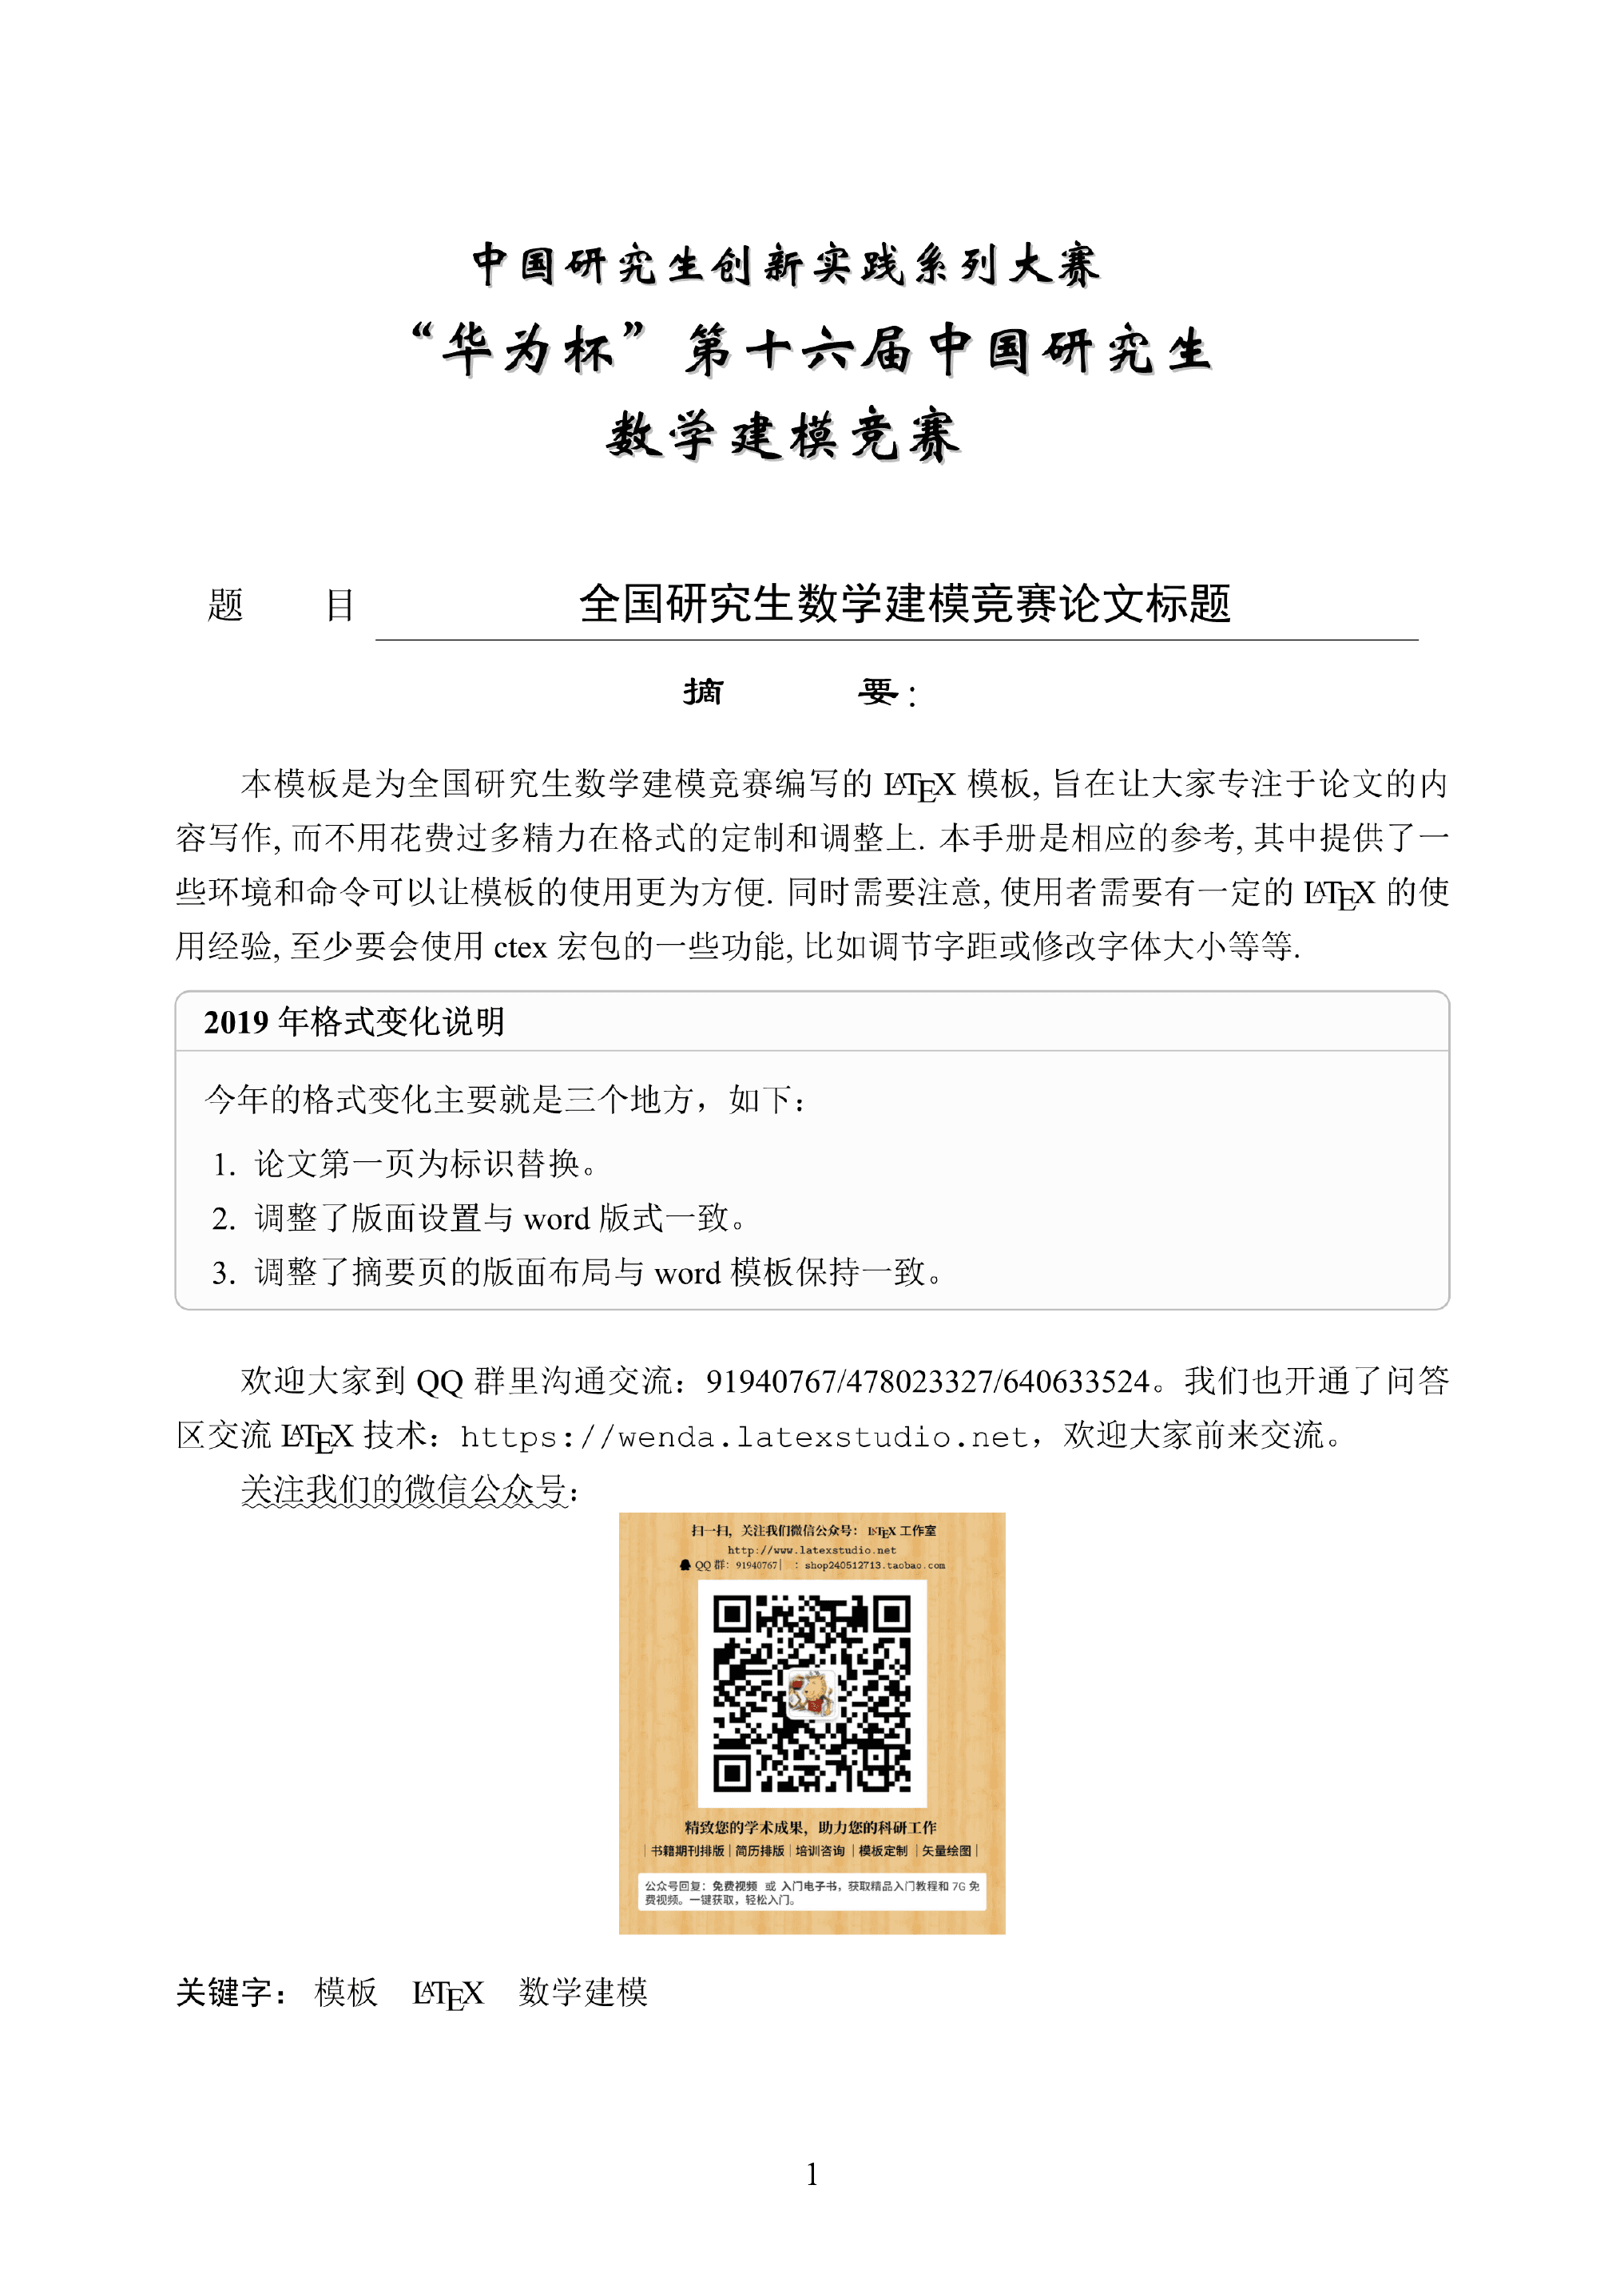 中国研究生创新实践系列大赛
“华为杯”第十六届中国研究生
数学建模竞赛
题 目 全国研究生数学建模竞赛论文标题
摘 要：
本模板是为全国研究生数学建模竞赛编写的 LATEX 模板, 旨在让大家专注于论文的内
容写作, 而不用花费过多精力在格式的定制和调整上. 本手册是相应的参考, 其中提供了一
些环境和命令可以让模板的使用更为方便. 同时需要注意, 使用者需要有一定的 LATEX 的使
用经验, 至少要会使用 ctex 宏包的一些功能, 比如调节字距或修改字体大小等等.
2019 年格式变化说明
今年的格式变化主要就是三个地方，如下：
1. 论文第一页为标识替换。
2. 调整了版面设置与 word 版式一致。
3. 调整了摘要页的版面布局与 word 模板保持一致。
欢迎大家到 QQ 群里沟通交流：91940767/478023327/640633524。我们也开通了问答
区交流 LATEX 技术：https://wenda.latexstudio.net，欢迎大家前来交流。
关注我们的微信公众号：
扫一扫，关注我们微信公众号： LATEX 工作室
http://www.latexstudio.net
QQ 群：91940767| ：shop240512713.taobao.com
精致您的学术成果，助力您的科研工作
|书籍期刊排版|简历排版|培训咨询|模板定制|矢量绘图|
公众号回复：免费视频 或 入门电子书，获取精品入门教程和 7G 免
费视频。一键获取，轻松入门。
关键字： 模板 LATEX 数学建模
1